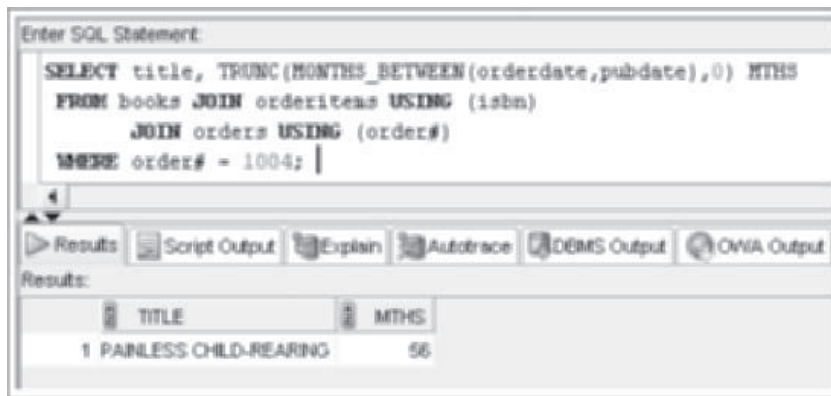 Enter SQL Statement:
SELECT title, TRUNC(MONTHS_BETWEEN(orderdate,pubdate),0) MTHS
FROM books JOIN orderitems USING (isbn)
JOIN orders USING (order#)
WHERE order# = 1004;
Results Script Output Explain Autotrace DBMS Output OWA Output
Results:
TITLE MTHS
1 PAINLESS CHILD-REARING 56